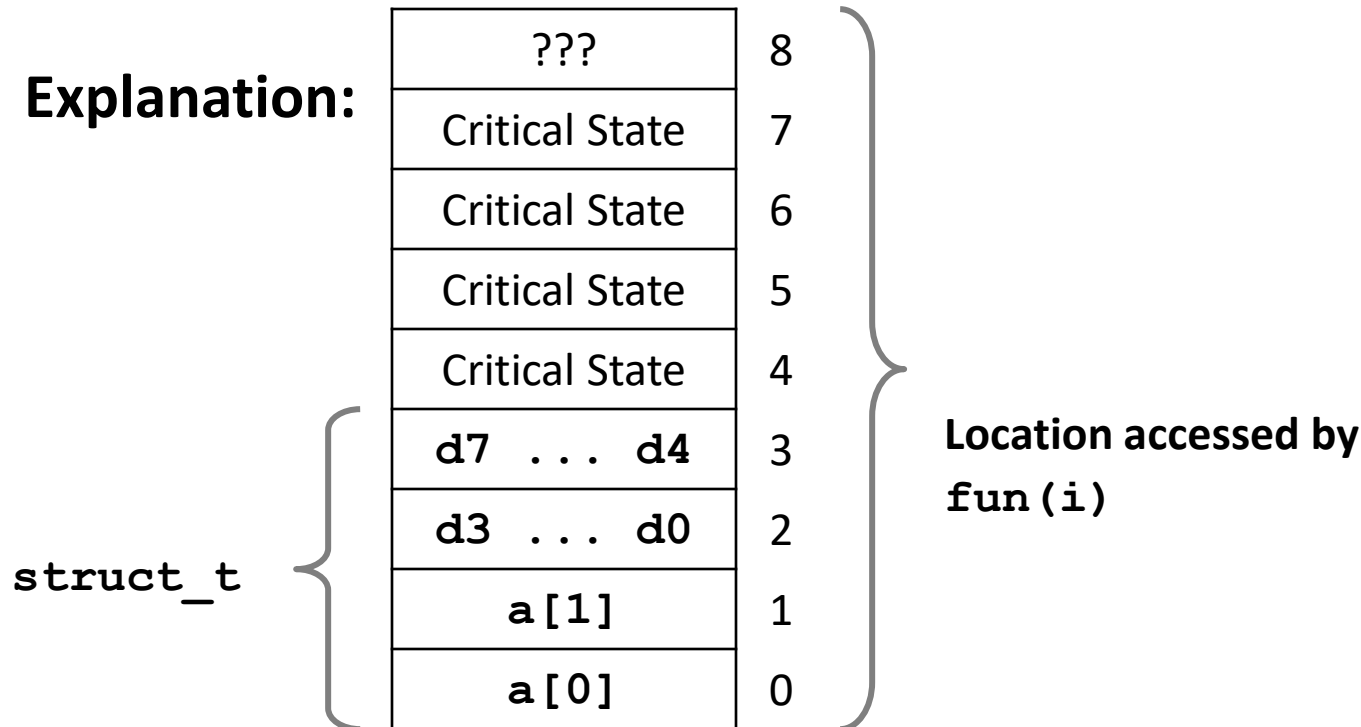 Explanation:
??? 8
Critical State 7
Critical State 6
Critical State 5
Critical State 4
d7 ... d4 3
d3 ... d0 2
a[1] 1
a[0] 0
struct_t
Location accessed by
fun(i)